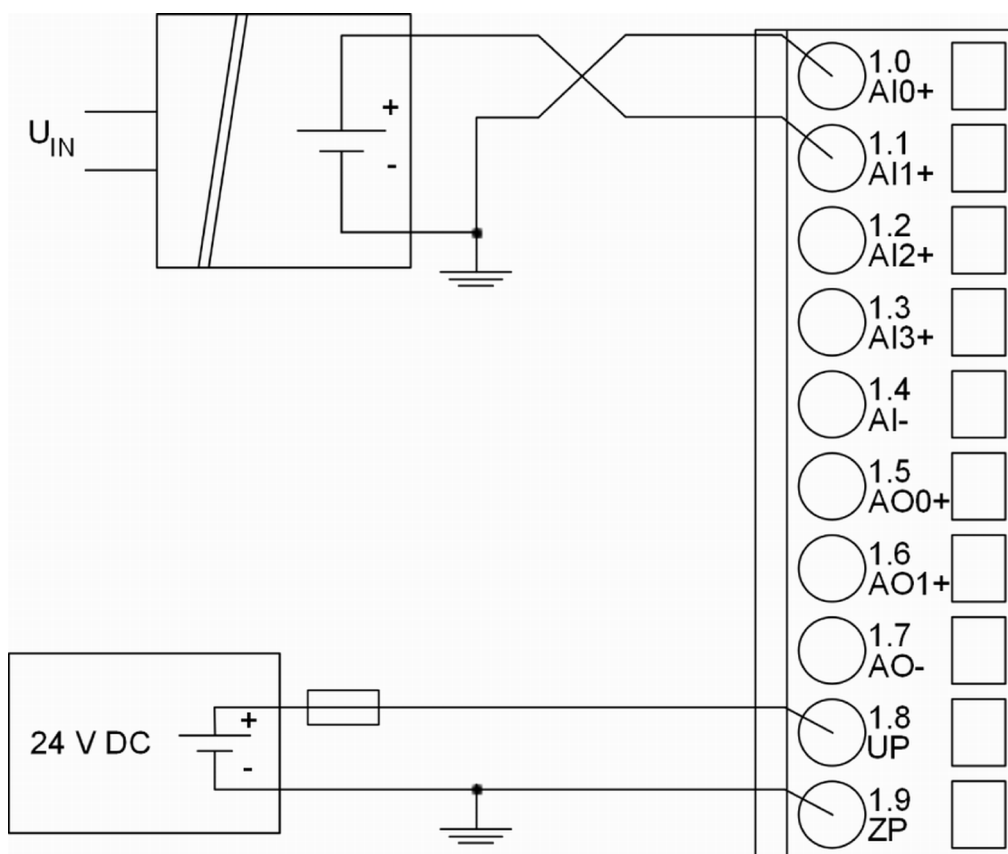 UIN
+
-
1.0
AI0+
1.1
AI1+
1.2
AI2+
1.3
AI3+
1.4
AI-
1.5
AO0+
1.6
AO1+
1.7
AO-
24 V DC
+
-
1.8
UP
1.9
ZP